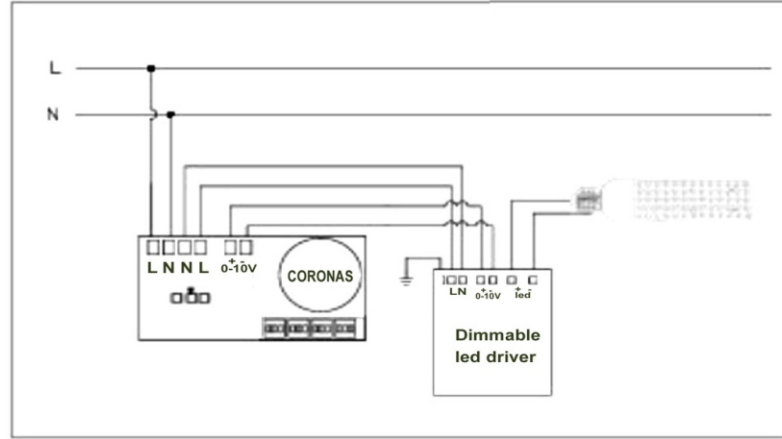 L
N
L N N L
+ -
0-10V
CORONAS
LN
+ -
0-10V
+ -
led
Dimmable
led driver